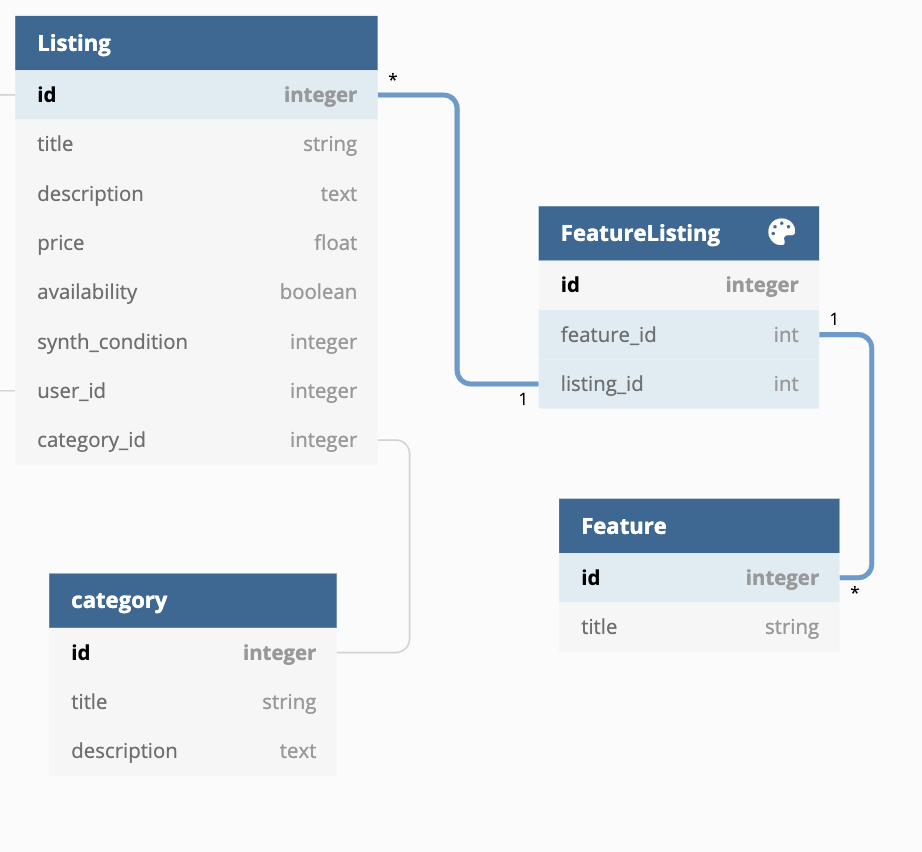 Listing
id integer
title string
description text
price float
availability boolean
synth_condition integer
user_id integer
category_id integer
*
1
FeatureListing
id integer
feature_id int
listing_id int
1
*
Feature
id integer
title string
category
id integer
title string
description text